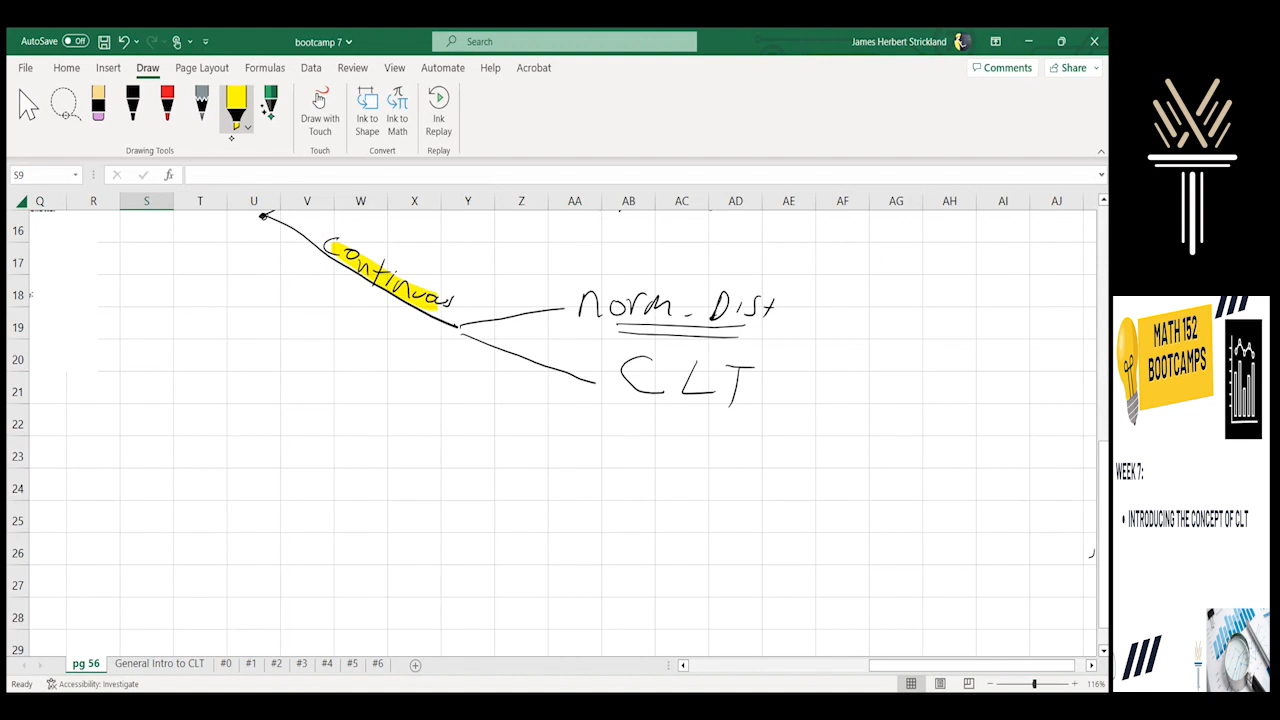 AutoSave Off bootcamp 7 Search James Herbert Strickland
File Home Insert Draw Page Layout Formulas Data Review View Automate Help Acrobat Comments Share
Draw with Touch Ink to Shape Ink to Math Ink Replay
Drawing Tools Touch Convert Replay
S9 fx
Q R S T U V W X Y Z AA AB AC AD AE AF AG AH AI AJ
16
17
18
19
20
21
22
23
24
25
26
27
28
29
Continuous
norm. Dist
CLT
pg 56 General Intro to CLT #0 #1 #2 #3 #4 #5 #6
Ready Accessibility: Investigate 116%
MATH 152
BOOTCAMPS
WEEK 7:
• INTRODUCING THE CONCEPT OF CLT